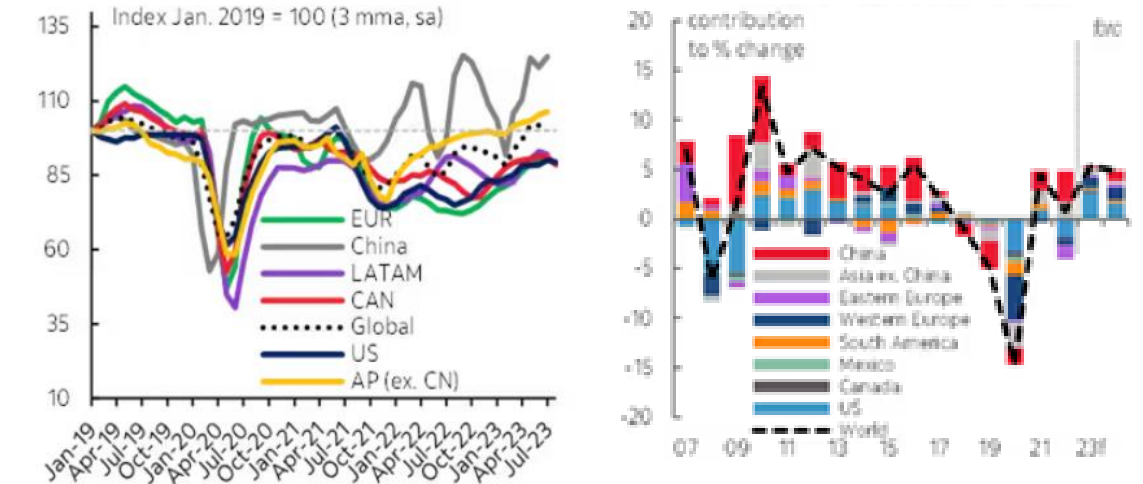 Index Jan. 2019 = 100 (3 mma, sa)
135
110
85
60
35
10
EUR
China
LATAM
CAN
Global
US
AP (ex. CN)
Jan-19
Apr-19
Jul-19
Oct-19
Jan-20
Apr-20
Jul-20
Oct-20
Jan-21
Apr-21
Jul-21
Oct-21
Jan-22
Apr-22
Jul-22
Oct-22
Jan-23
Apr-23
Jul-23
contribution
to % change
20
15
10
5
0
-5
-10
-15
-20
China
Asia ex. China
Eastern Europe
Western Europe
South America
Mexico
Canada
US
World
07
09
11
13
15
17
19
21
23f